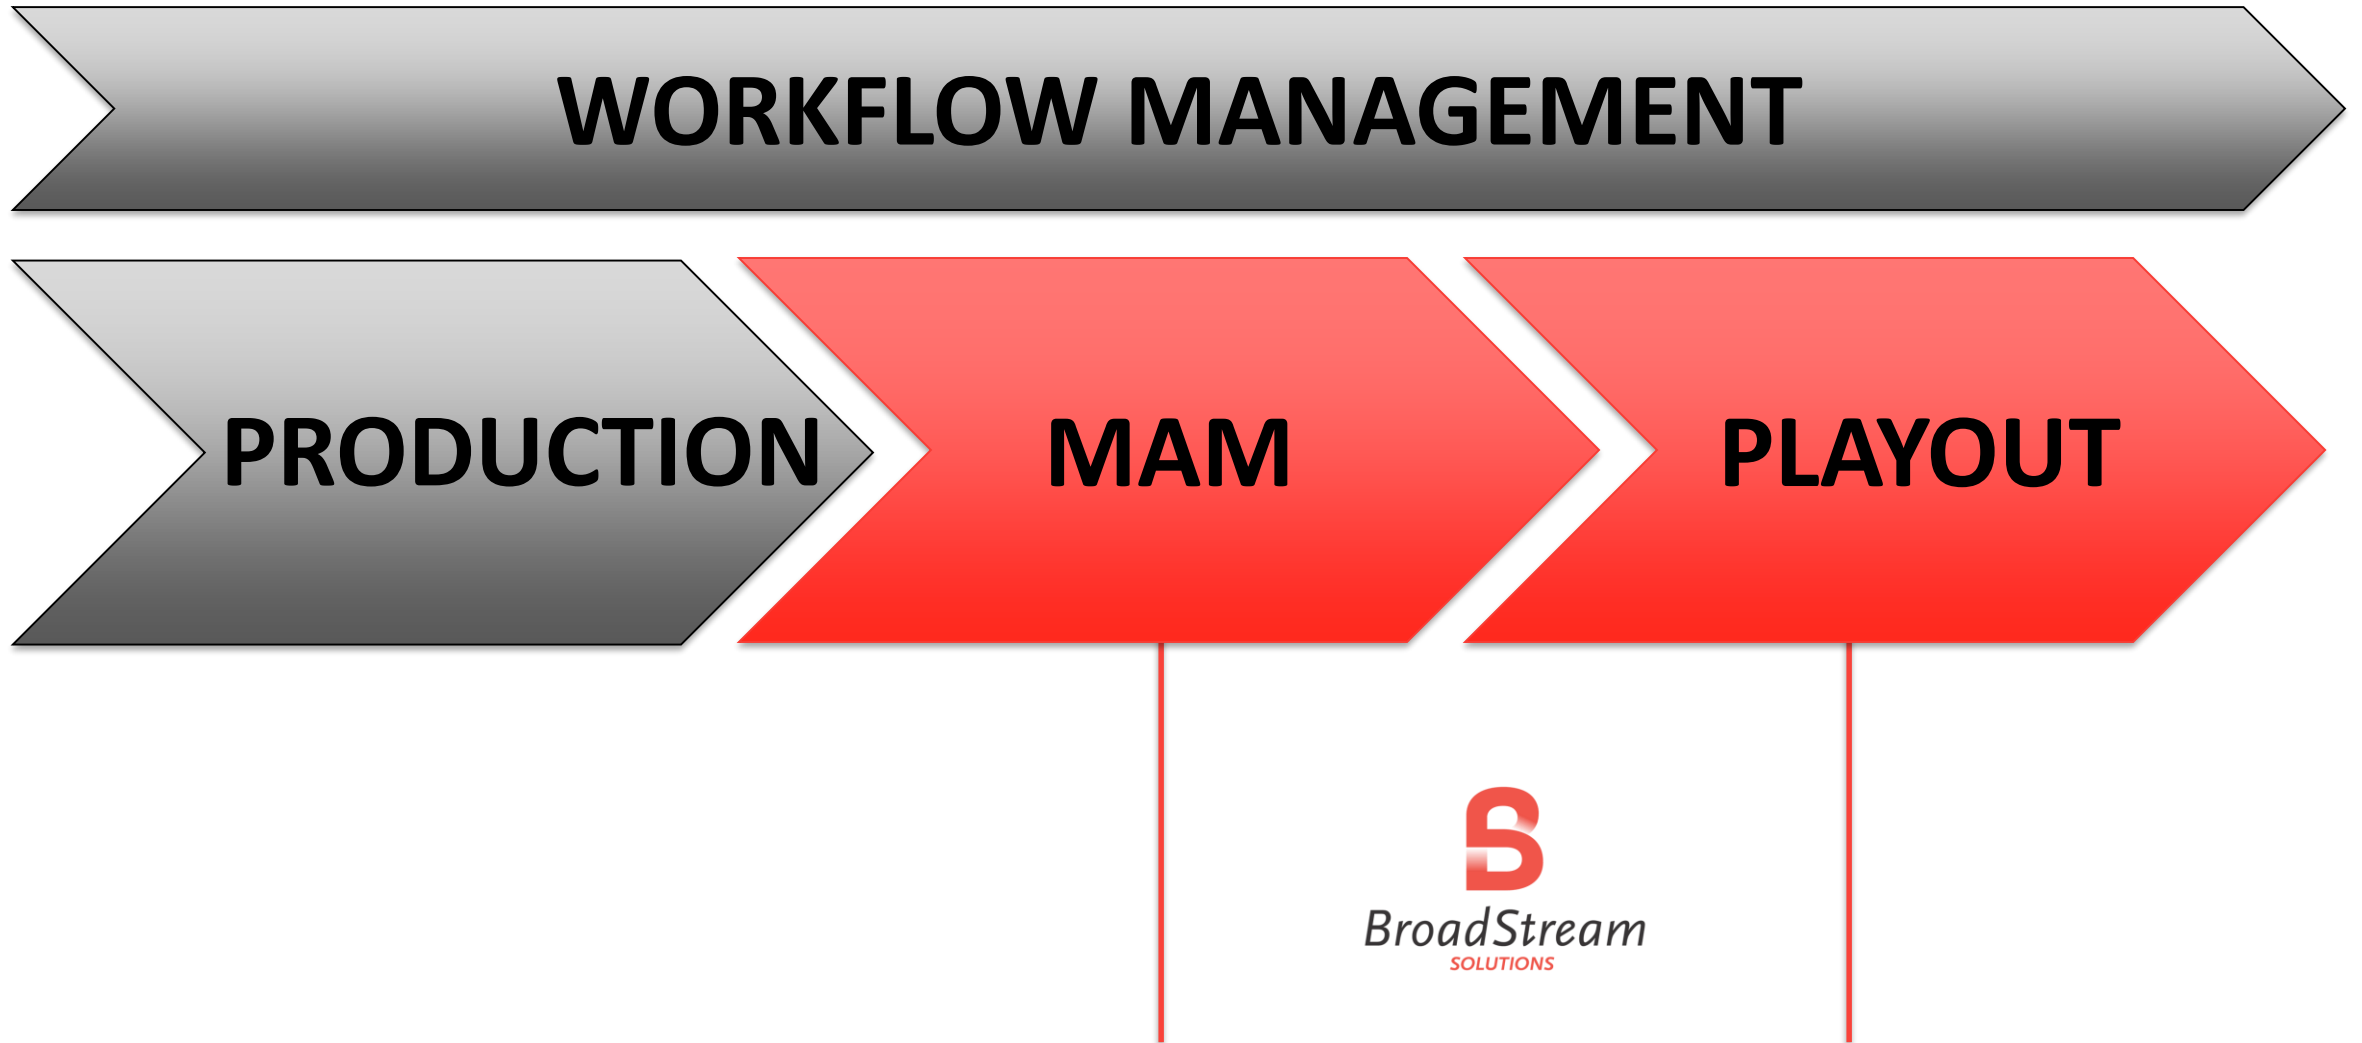 WORKFLOW MANAGEMENT
PRODUCTION
MAM
PLAYOUT
BroadStream
SOLUTIONS